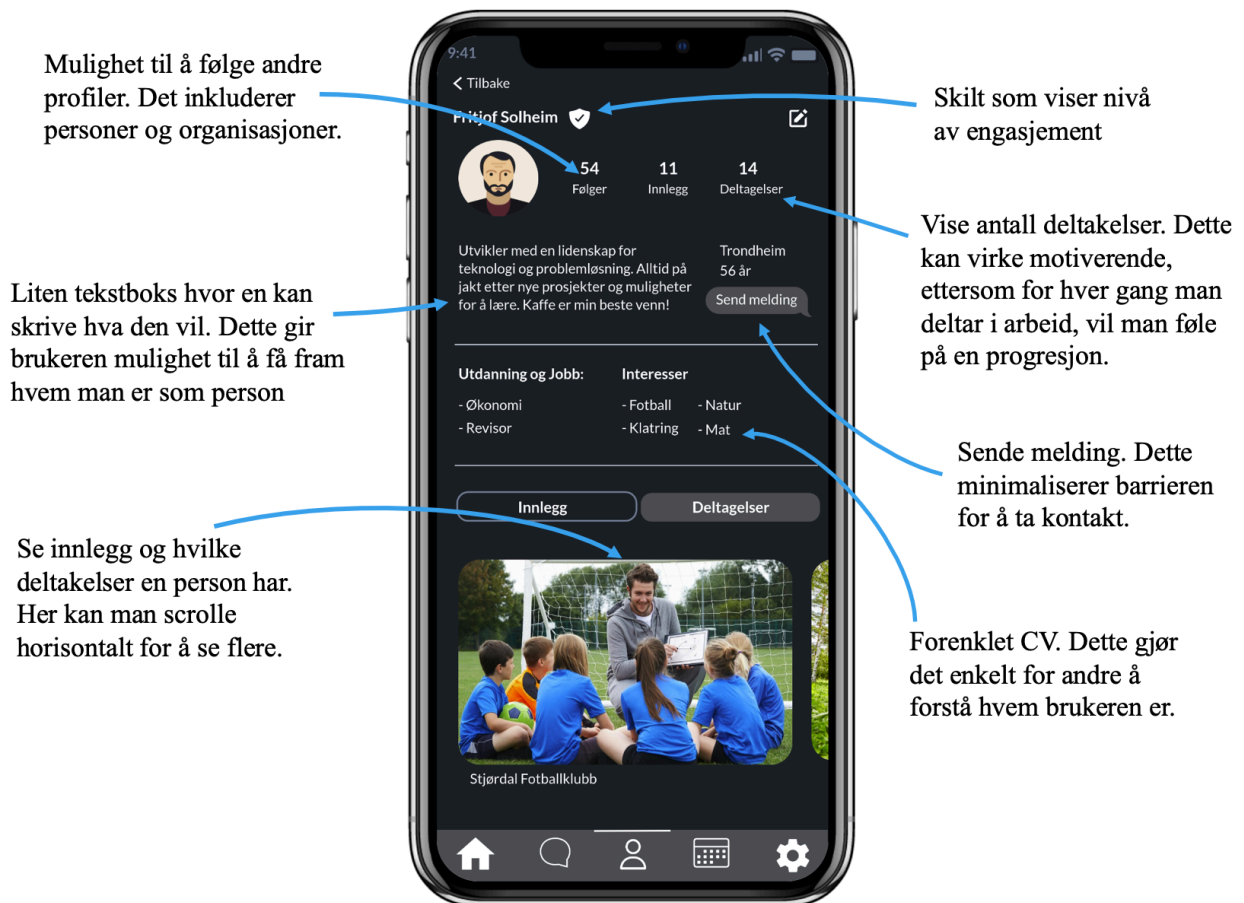 Mulighet til å følge andre
profiler. Det inkluderer
personer og organisasjoner.
Liten tekstboks hvor en kan
skrive hva den vil. Dette gir
brukeren mulighet til å få fram
hvem man er som person
Se innlegg og hvilke
deltakelser en person har.
Her kan man scrolle
horisontalt for å se flere.
9:41
Tilbake
Fritjof Solheim
54 11 14
Følger Innlegg Deltagelser
Utvikler med en lidenskap for
teknologi og problemløsning. Alltid på
jakt etter nye prosjekter og muligheter
for å lære. Kaffe er min beste venn!
Trondheim
56 år
Send melding
Utdanning og Jobb:
- Økonomi
- Revisor
Interesser
- Fotball - Natur
- Klatring - Mat
Innlegg Deltagelser
Stjørdal Fotballklubb
Skilt som viser nivå
av engasjement
Vise antall deltakelser. Dette
kan virke motiverende,
ettersom for hver gang man
deltar i arbeid, vil man føle
på en progresjon.
Sende melding. Dette
minimaliserer barrieren
for å ta kontakt.
Forenklet CV. Dette gjør
det enkelt for andre å
forstå hvem brukeren er.